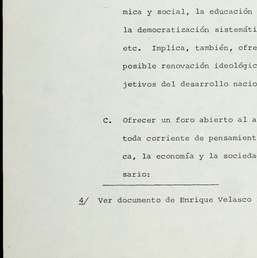 mica y social, la educación
la democratización sistemáti
etc. Implica, también, ofre
posible renovación ideológic
jetivos del desarrollo nacio
C. Ofrecer un foro abierto al a
toda corriente de pensamient
ca, la economía y la socieda
sario:
4/ Ver documento de Enrique Velasco